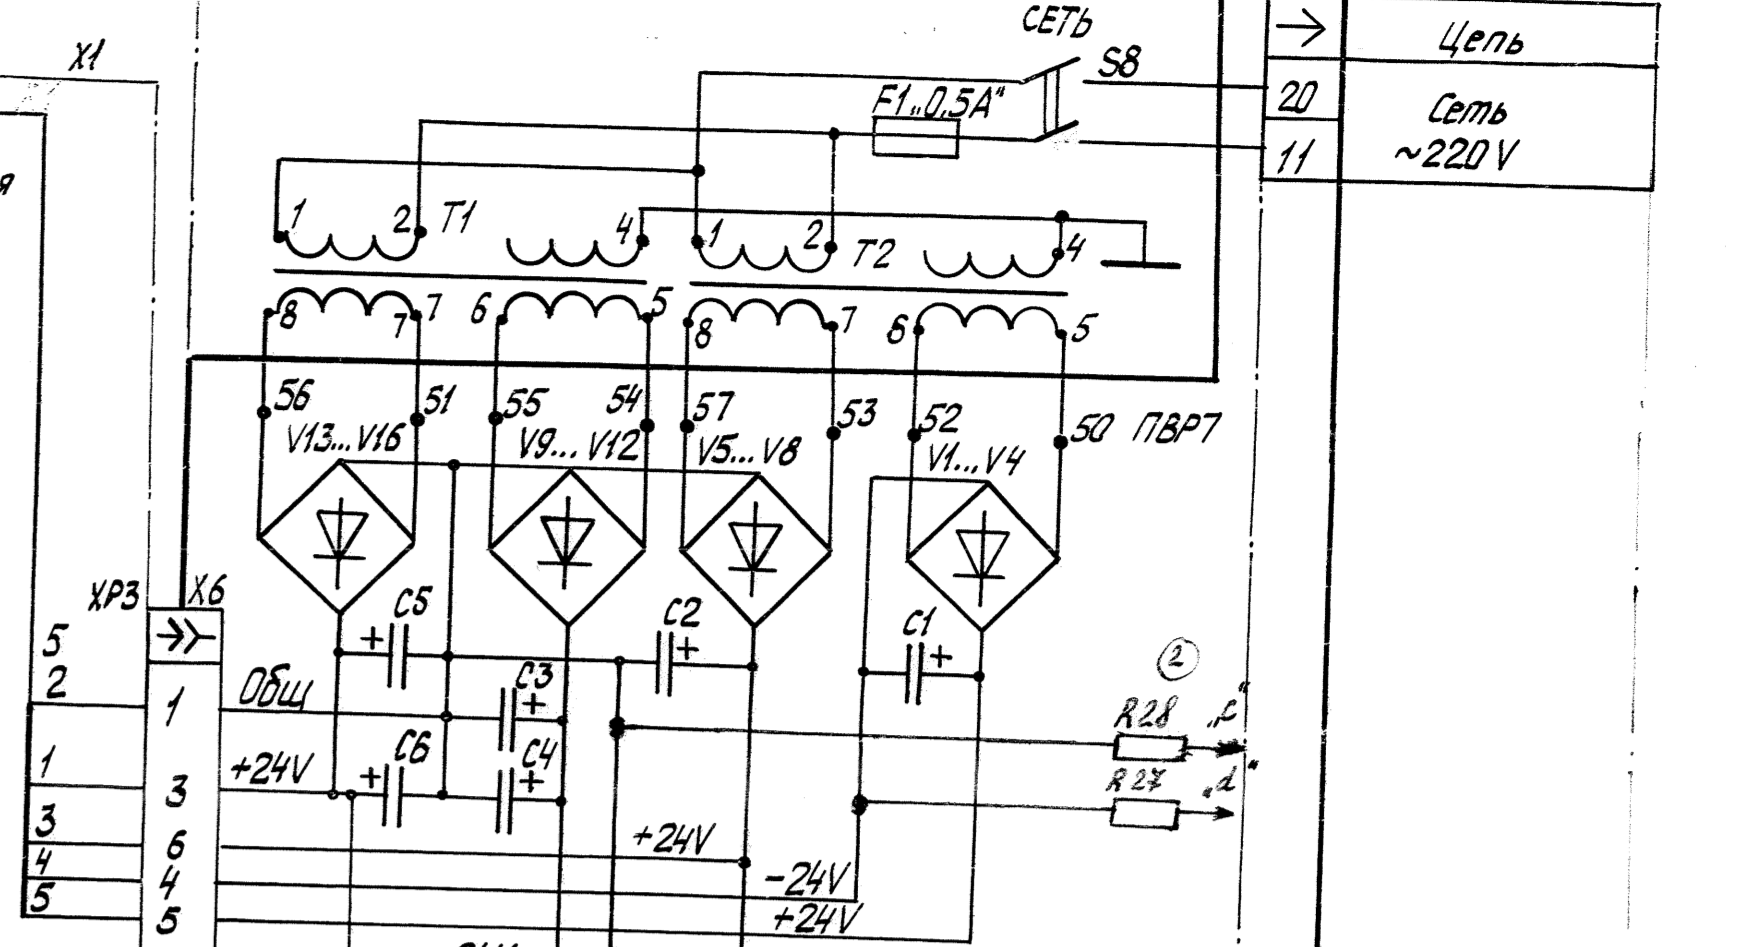 СЕТЬ
X1
S8
Цепь
F1„0,5А"
20
Сеть
11
~220V
я
1
2
T1
4
1
2
T2
4
8
7
7
6
5
8
7
6
5
56
51
55
54
57
53
52
50
ПВР7
V13...V16
V9...V12
V5...V8
V1...V4
XP3
X6
C5
C2
C1
5
2
1
Общ
C3
2
R28
1
3
+24V
C6
C4
R27
„d"
3
6
+24V
4
4
-24V
5
5
+24V